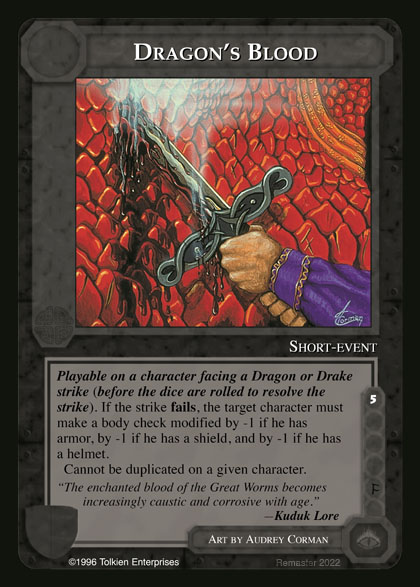 DRAGON'S BLOOD
Corman
SHORT-EVENT
Playable on a character facing a Dragon or Drake
strike (before the dice are rolled to resolve the
strike). If the strike fails, the target character must
make a body check modified by -1 if he has
armor, by -1 if he has a shield, and by -1 if he has
a helmet.
Cannot be duplicated on a given character.
"The enchanted blood of the Great Worms becomes
increasingly caustic and corrosive with age."
—Kuduk Lore
5
F
ART BY AUDREY CORMAN
©1996 Tolkien Enterprises
Remaster 2022